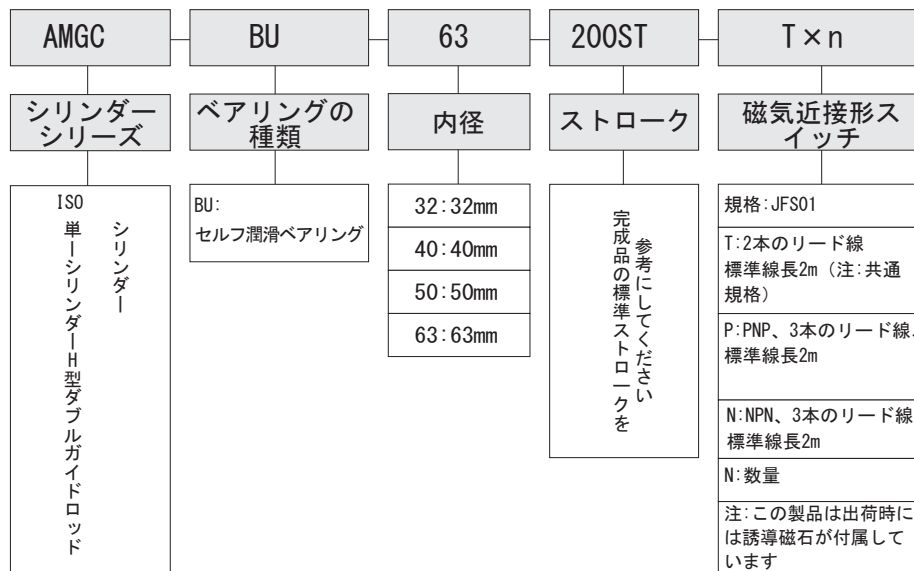 AMGC
BU
63
200ST
T×n
シリンダー
シリーズ
ベアリングの
種類
内径
ストローク
磁気近接形ス
イッチ
ISO
単一シリンダーH型ダブルガイドロッド
シリンダー
BU:
セルフ潤滑ベアリング
32:32mm
40:40mm
50:50mm
63:63mm
完成品の標準ストロークを
参考にしてください
規格:JFS01
T:2本のリード線
標準線長2m（注:共通
規格）
P:PNP、3本のリード線、
標準線長2m
N:NPN、3本のリード線
標準線長2m
N:数量
注:この製品は出荷時に
は誘導磁石が付属して
います